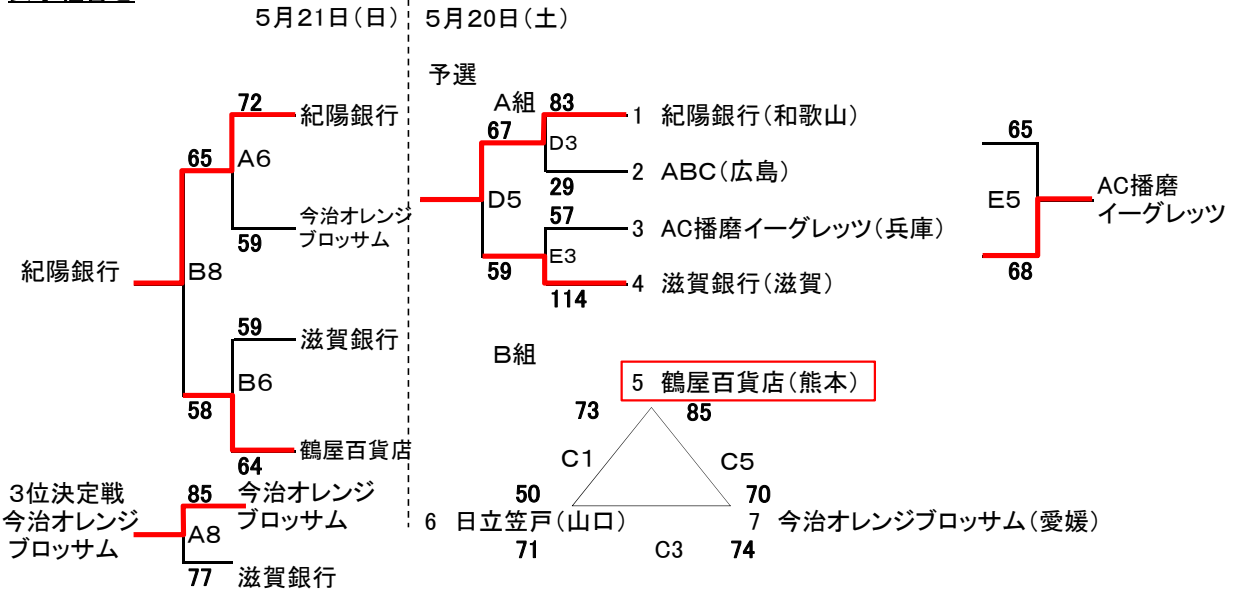 5月21日(日)
5月20日(土)
予選
A組
72
紀陽銀行
65
A6
今治オレンジ
ブロッサム
59
紀陽銀行
B8
59
滋賀銀行
B6
58
鶴屋百貨店
64
3位決定戦
今治オレンジ
ブロッサム
85
今治オレンジ
ブロッサム
A8
77
滋賀銀行
83
1 紀陽銀行(和歌山)
67
D3
2 ABC(広島)
29
D5
57
3 AC播磨イーグレッツ(兵庫)
E3
59
4 滋賀銀行(滋賀)
114
65
E5
AC播磨
イーグレッツ
68
B組
5 鶴屋百貨店(熊本)
73
85
C1
C5
50
70
6 日立笠戸(山口)
7 今治オレンジブロッサム(愛媛)
71
C3
74